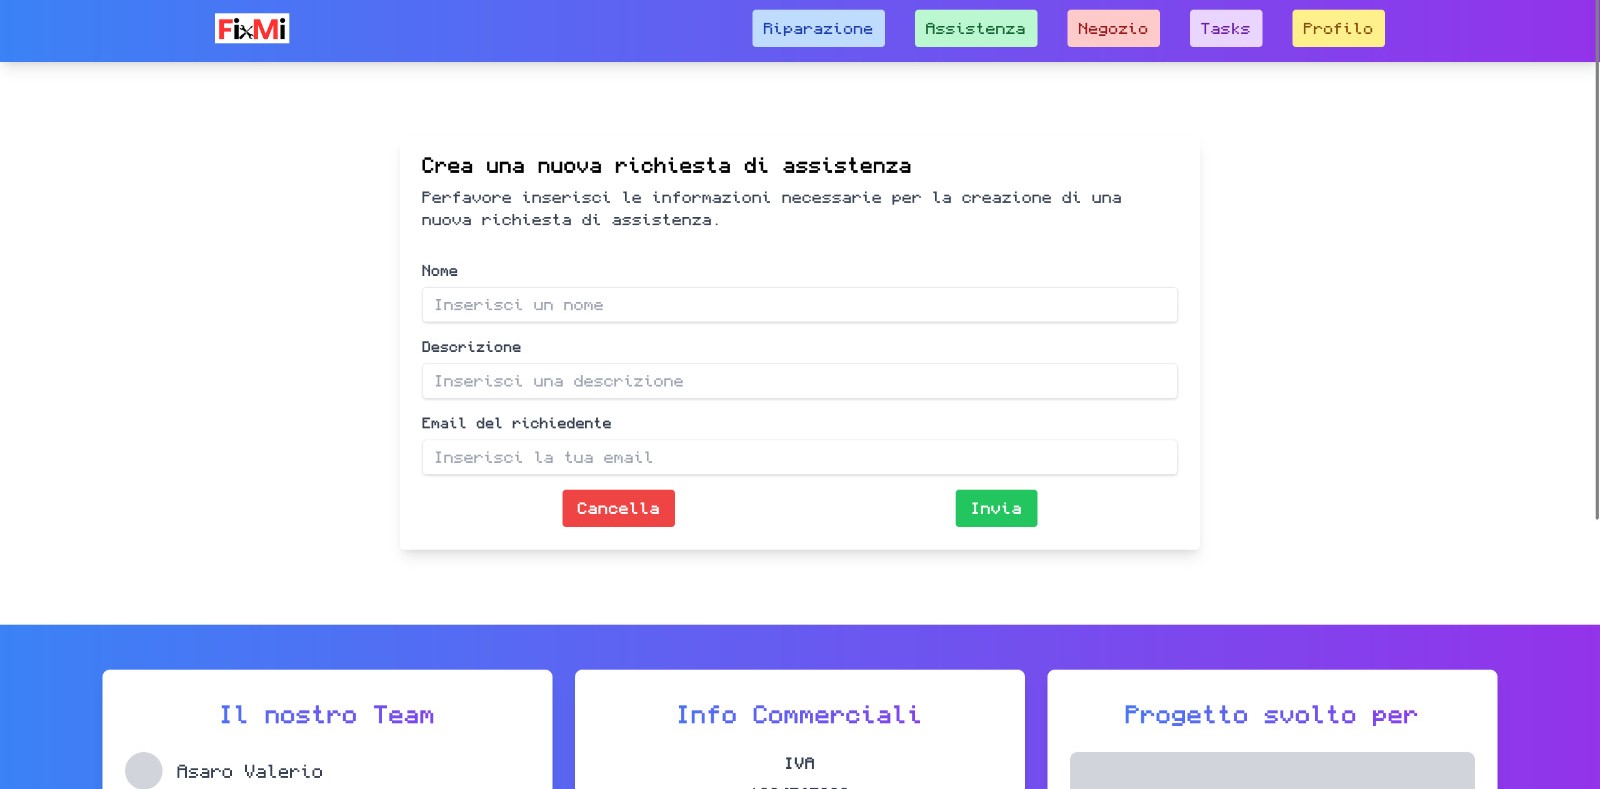 FixMi
Riparazione
Assistenza
Negozio
Tasks
Profilo
Crea una nuova richiesta di assistenza
Perfavore inserisci le informazioni necessarie per la creazione di una
nuova richiesta di assistenza.
Nome
Inserisci un nome
Descrizione
Inserisci una descrizione
Email del richiedente
Inserisci la tua email
Cancella
Invia
Il nostro Team
Asaro Valerio
Info Commerciali
IVA
Progetto svolto per